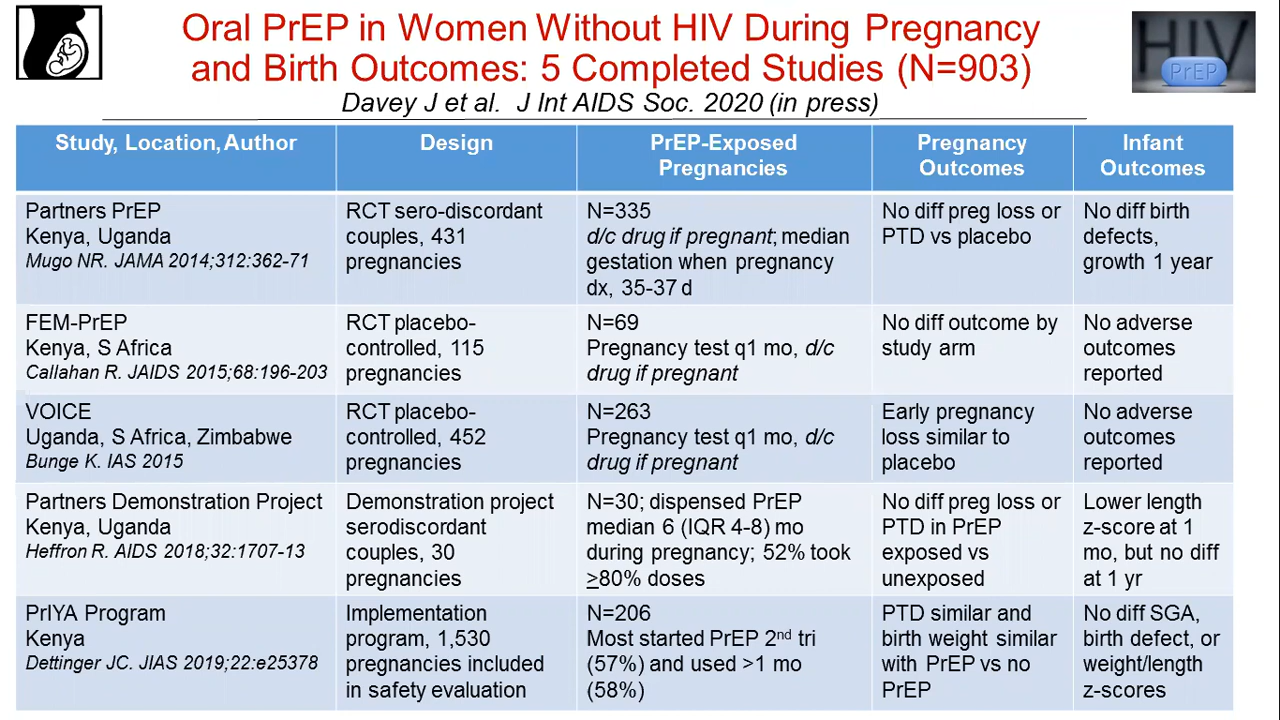 Oral PrEP in Women Without HIV During Pregnancy
and Birth Outcomes: 5 Completed Studies (N=903)
Davey J et al. J Int AIDS Soc. 2020 (in press)
HIV
PrEP
Study, Location, Author
Design
PrEP-Exposed
Pregnancies
Pregnancy
Outcomes
Infant
Outcomes
Partners PrEP
Kenya, Uganda
Mugo NR. JAMA 2014;312:362-71
RCT sero-discordant
couples, 431
pregnancies
N=335
d/c drug if pregnant; median
gestation when pregnancy
dx, 35-37 d
No diff preg loss or
PTD vs placebo
No diff birth
defects,
growth 1 year
FEM-PrEP
Kenya, S Africa
Callahan R. JAIDS 2015;68:196-203
RCT placebo-
controlled, 115
pregnancies
N=69
Pregnancy test q1 mo, d/c
drug if pregnant
No diff outcome by
study arm
No adverse
outcomes
reported
VOICE
Uganda, S Africa, Zimbabwe
Bunge K. IAS 2015
RCT placebo-
controlled, 452
pregnancies
N=263
Pregnancy test q1 mo, d/c
drug if pregnant
Early pregnancy
loss similar to
placebo
No adverse
outcomes
reported
Partners Demonstration Project
Kenya, Uganda
Heffron R. AIDS 2018;32:1707-13
Demonstration project
serodiscordant
couples, 30
pregnancies
N=30; dispensed PrEP
median 6 (IQR 4-8) mo
during pregnancy; 52% took
≥80% doses
No diff preg loss or
PTD in PrEP
exposed vs
unexposed
Lower length
z-score at 1
mo, but no diff
at 1 yr
PrIYA Program
Kenya
Dettinger JC. JIAS 2019;22:e25378
Implementation
program, 1,530
pregnancies included
in safety evaluation
N=206
Most started PrEP 2nd tri
(57%) and used >1 mo
(58%)
PTD similar and
birth weight similar
with PrEP vs no
PrEP
No diff SGA,
birth defect, or
weight/length
z-scores